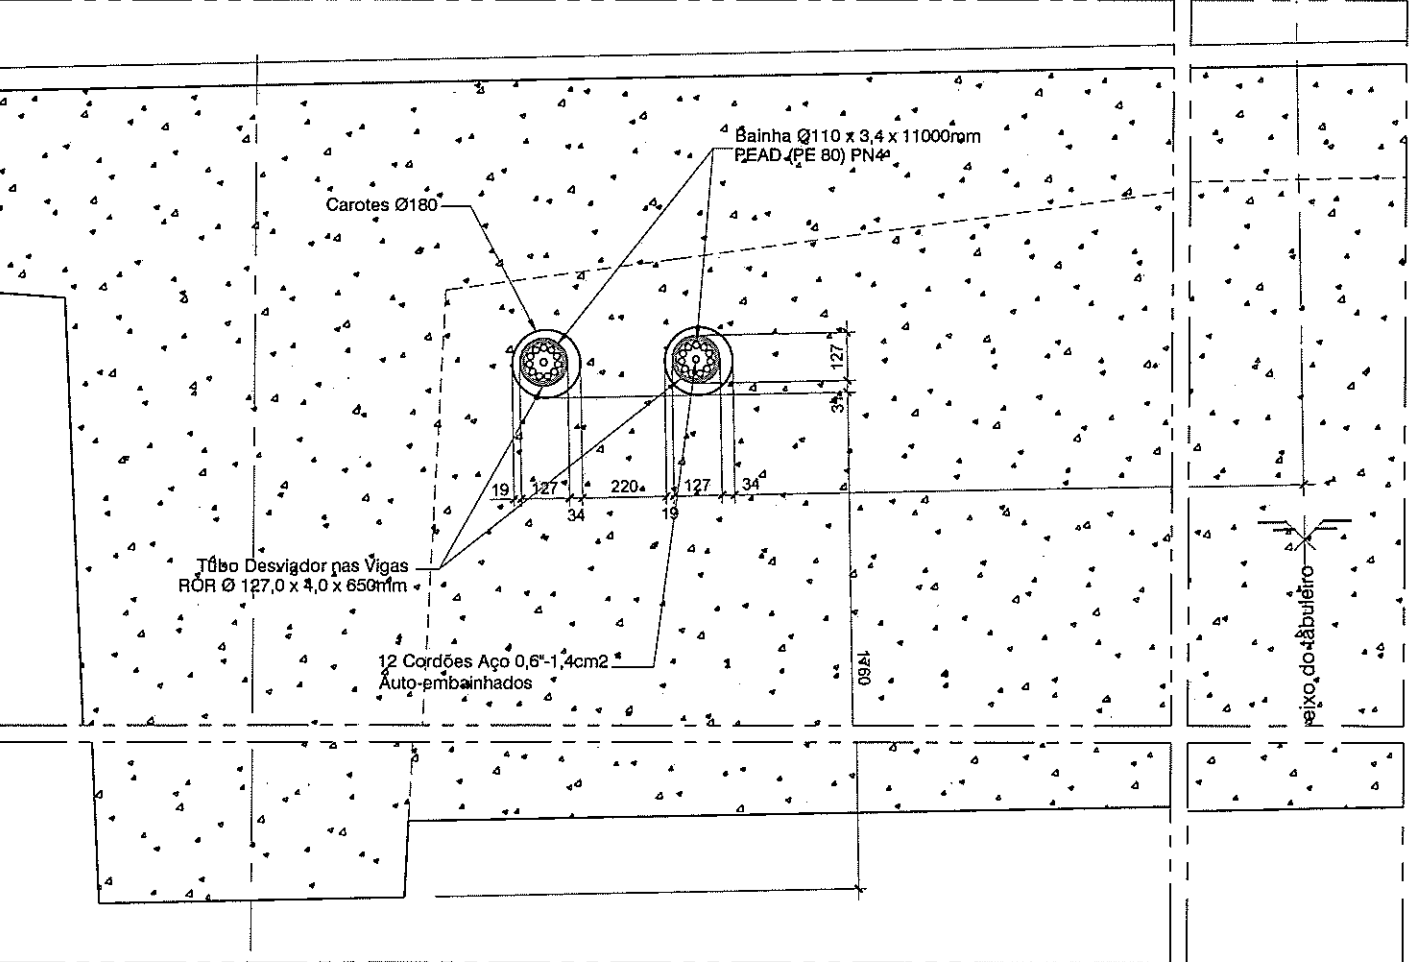 Bainha Ø110 x 3,4 x 11000mm
PEAD (PE 80) PN4
Carotes Ø180
127
34
19 127 220 127 34
34 19
Tubo Desviador nas Vigas
ROR Ø 127,0 x 4,0 x 650mm
12 Cordões Aço 0,6"-1,4cm2
Auto-embainhados
1460
eixo do tabuleiro